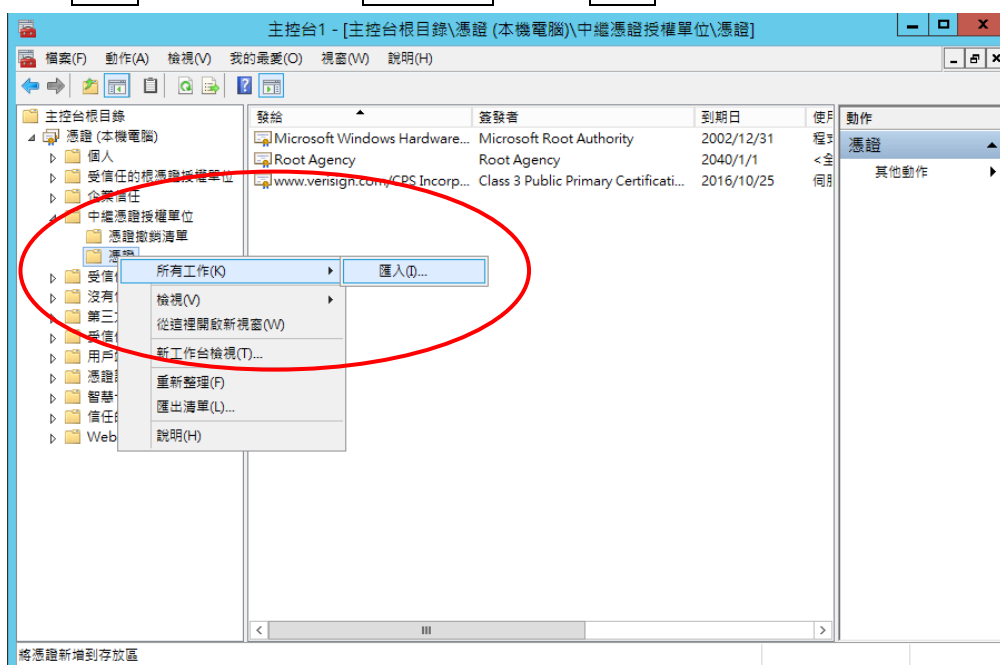 主控台1 - [主控台根目錄\憑證 (本機電腦)\中繼憑證授權單位\憑證]
檔案(F) 動作(A) 檢視(V) 我的最愛(O) 視窗(W) 說明(H)
主控台根目錄
憑證 (本機電腦)
個人
受信任的根憑證授權單位
企業信任
中繼憑證授權單位
憑證撤銷清單
憑證
受信
沒有
第三
受信
用戶
憑證
智慧
信任
Web
發給 簽發者 到期日 使用
Microsoft Windows Hardware... Microsoft Root Authority 2002/12/31 程式
Root Agency Root Agency 2040/1/1 <全
www.verisign.com/CPS Incorp... Class 3 Public Primary Certificati... 2016/10/25 伺服
所有工作(K)
匯入(I)...
檢視(V)
從這裡開啟新視窗(W)
新工作台檢視(T)...
重新整理(F)
匯出清單(L)...
說明(H)
動作
憑證
其他動作
將憑證新增到存放區